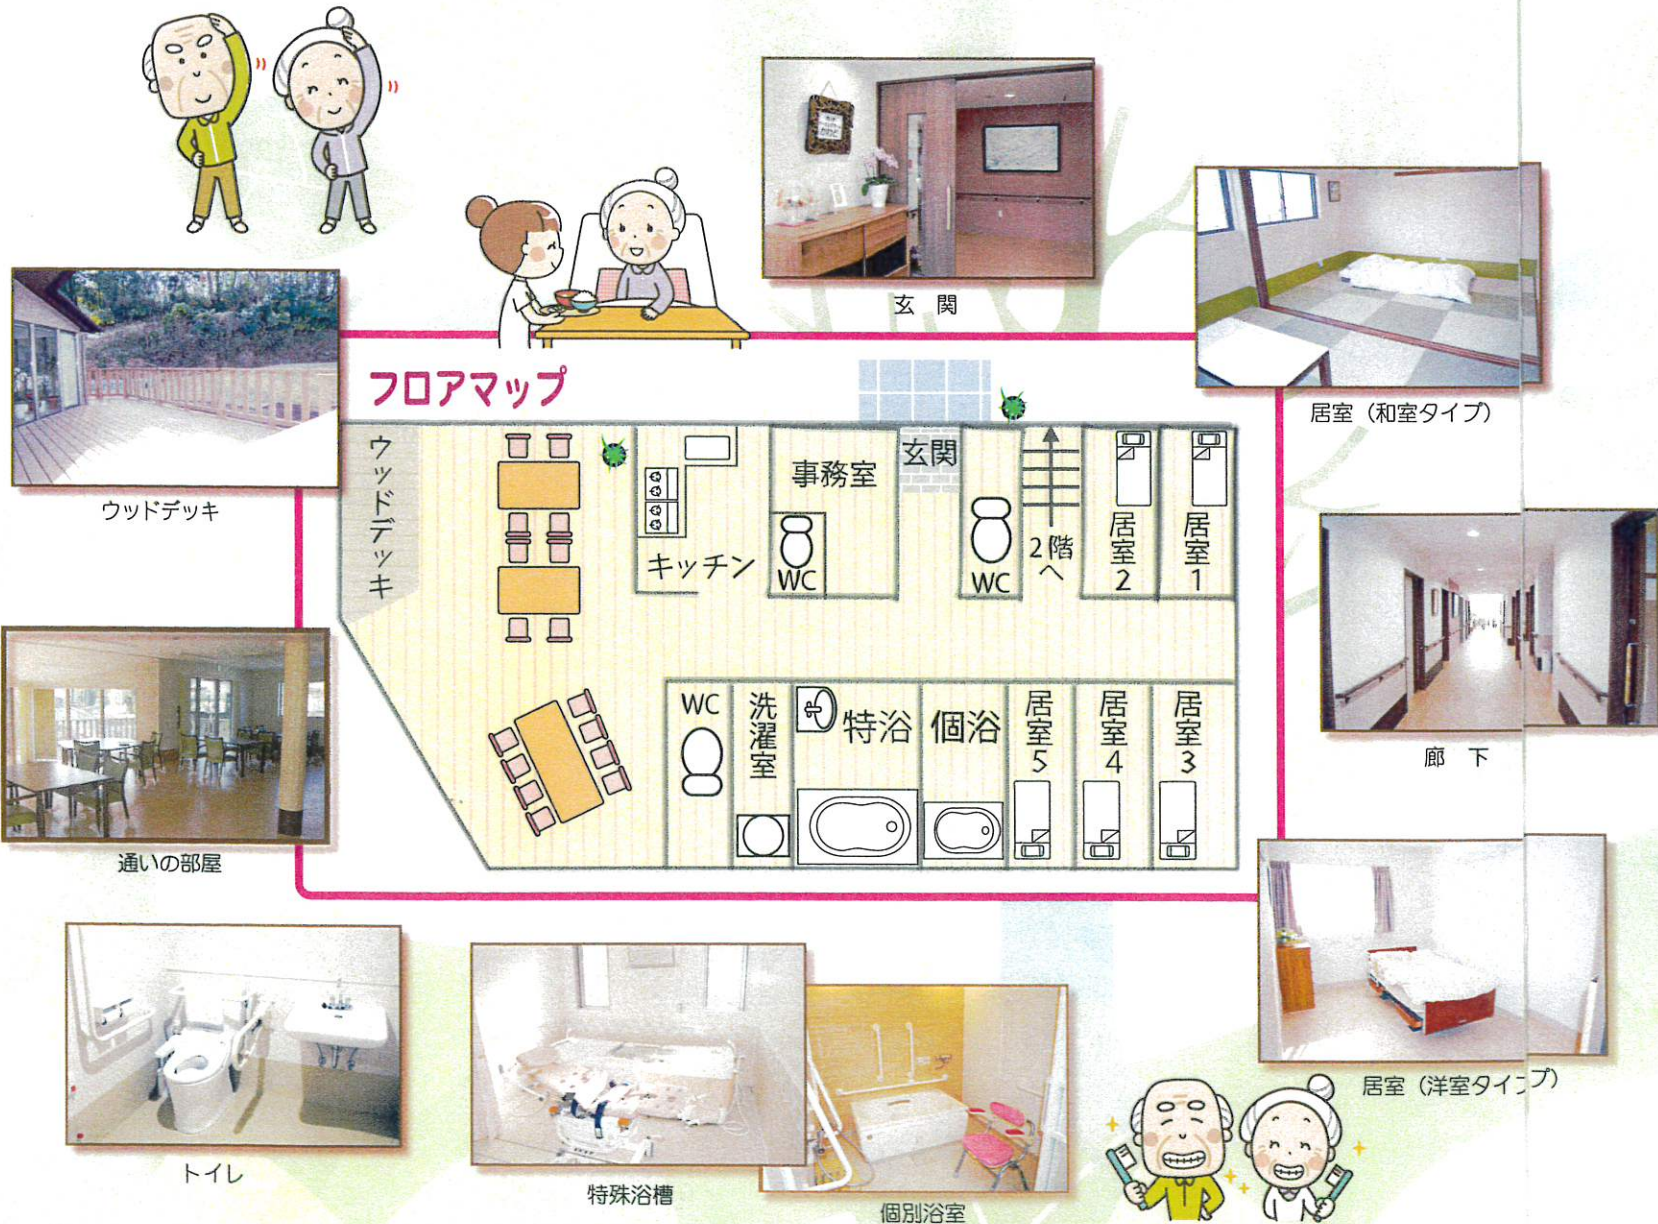 玄 関
居室（和室タイプ）
フロアマップ
ウッドデッキ
ウッドデッキ
キッチン
事務室
WC
玄関
WC
2階へ
居室2
居室1
廊 下
通いの部屋
WC
洗濯室
特浴
個浴
居室5
居室4
居室3
居室（洋室タイプ）
トイレ
特殊浴槽
個別浴室